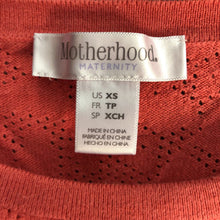 Motherhood
MATERNITY
US XS
FR TP
SP XCH
MADE IN CHINA
FABRIQUÉ EN CHINE
HECHO EN CHINA